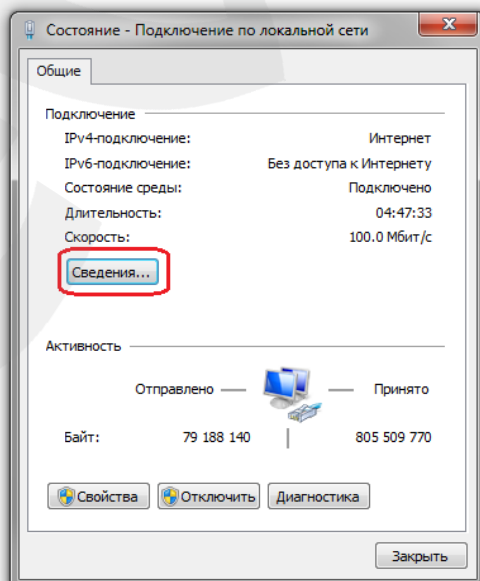 Состояние - Подключение по локальной сети
Общие
Подключение
IPv4-подключение: Интернет
IPv6-подключение: Без доступа к Интернету
Состояние среды: Подключено
Длительность: 04:47:33
Скорость: 100.0 Мбит/с
Сведения...
Активность
Отправлено — — Принято
Байт: 79 188 140 | 805 509 770
Свойства Отключить Диагностика
Закрыть